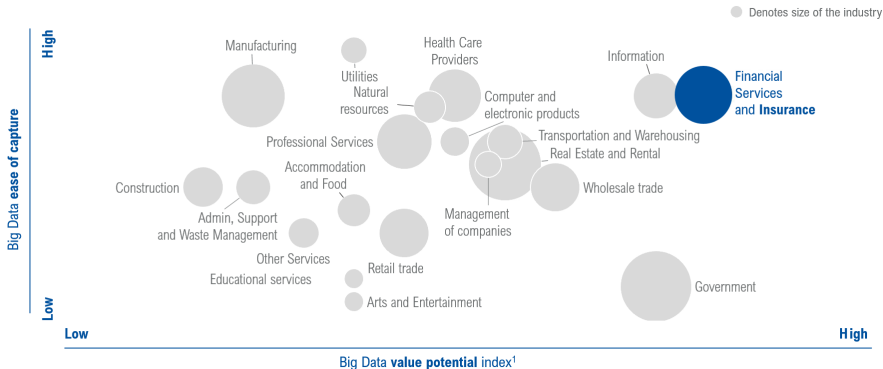 Denotes size of the industry
High
Big Data ease of capture
Low
Manufacturing
Utilities
Health Care
Providers
Natural
resources
Information
Financial
Services
and Insurance
Computer and
electronic products
Professional Services
Transportation and Warehousing
Real Estate and Rental
Accommodation
and Food
Construction
Wholesale trade
Admin, Support
and Waste Management
Management
of companies
Other Services
Retail trade
Educational services
Government
Arts and Entertainment
Low
High
Big Data value potential index¹